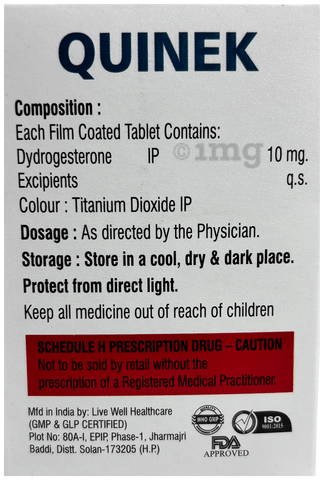 QUINEK
Composition :
Each Film Coated Tablet Contains:
Dydrogesterone IP 10 mg.
Excipients q.s.
Colour : Titanium Dioxide IP
Dosage : As directed by the Physician.
Storage : Store in a cool, dry & dark place.
Protect from direct light.
Keep all medicine out of reach of children
SCHEDULE H PRESCRIPTION DRUG – CAUTION
Not to be sold by retail without the
prescription of a Registered Medical Practitioner.
Mfd in India by: Live Well Healthcare
(GMP & GLP CERTIFIED)
Plot No: 80A-I, EPIP, Phase-1, Jharmajri
Baddi, Distt. Solan-173205 (H.P.)
WHO GMP
FDA
APPROVED
ISO
9001:2015
© 1mg